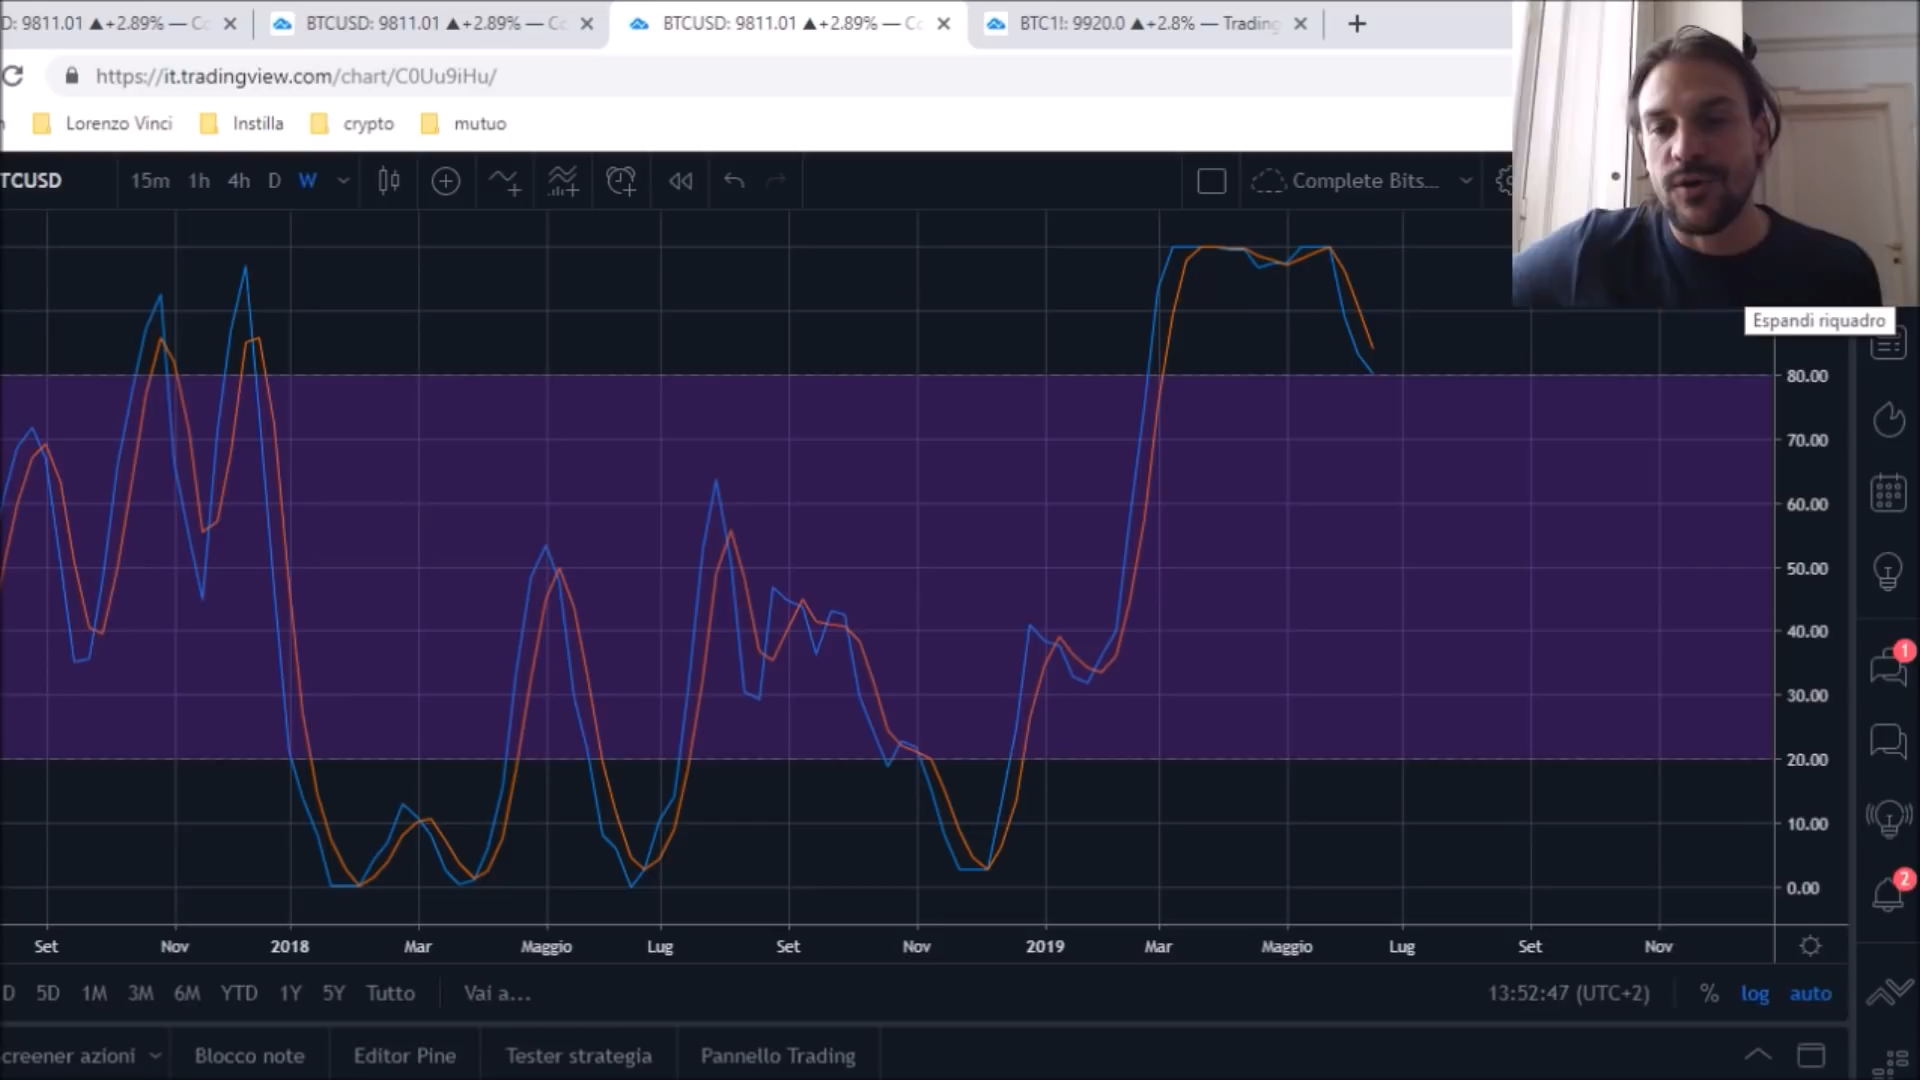 D: 9811.01 ▲+2.89% — Co
BTCUSD: 9811.01 ▲+2.89% — Co
BTCUSD: 9811.01 ▲+2.89% — Co
BTC1!: 9920.0 ▲+2.8% — Trading
https://it.tradingview.com/chart/C0Uu9iHu/
Lorenzo Vinci
Instilla
crypto
mutuo
TCUSD
15m 1h 4h D W
Complete Bits...
Espandi riquadro
80.00
70.00
60.00
50.00
40.00
30.00
20.00
10.00
0.00
1
2
Set Nov 2018 Mar Maggio Lug Set Nov 2019 Mar Maggio Lug Set Nov
D 5D 1M 3M 6M YTD 1Y 5Y Tutto Vai a... 13:52:47 (UTC+2) % log auto
creener azioni Blocco note Editor Pine Tester strategia Pannello Trading